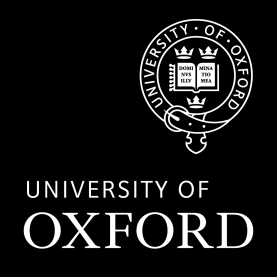 UNIVERSITY · OF · OXFORD
DOMI MINA
NVS TIO
ILLV MEA
UNIVERSITY OF
OXFORD